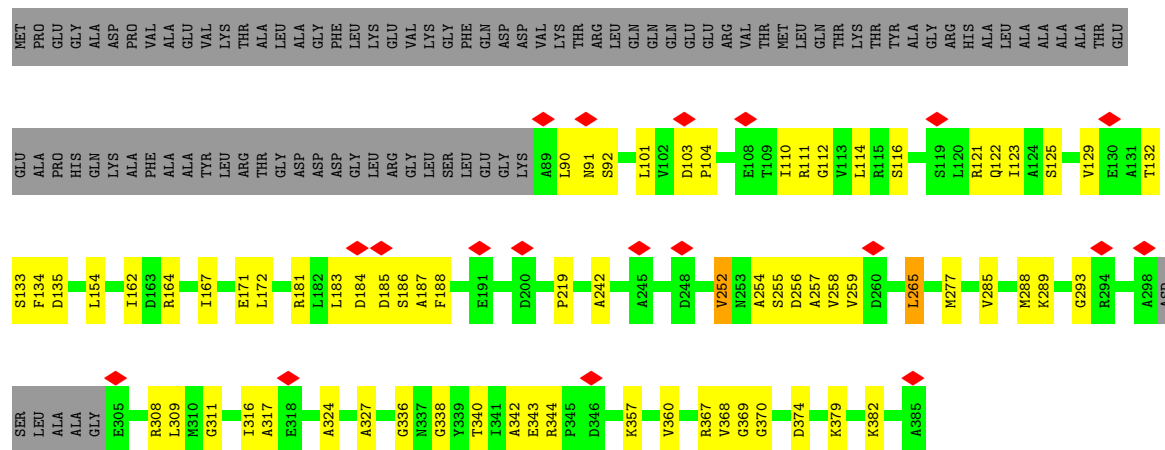 MET PRO GLU GLY ALA ASP PRO VAL ALA GLU VAL LYS THR ALA LEU ALA GLY PHE LEU LYS GLU VAL LYS GLY PHE GLN ASP ASP VAL LYS THR ARG LEU GLN GLN GLN GLU GLU ARG VAL THR MET LEU GLN THR LYS THR TYR ALA GLY ARG HIS ALA LEU ALA ALA ALA ALA THR GLU
GLU ALA PRO HIS GLN LYS ALA PHE ALA ALA TYR LEU ARG THR GLY ASP ASP ASP GLY LEU ARG GLY LEU SER LEU GLU GLY LYS A89 L90 N91 S92 L101 V102 D103 P104 E108 T109 I110 R111 G112 V113 L114 R115 S116 S119 L120 R121 Q122 I123 A124 S125 V129 E130 A131 T132
S133 F134 D135 L154 I162 D163 R164 I167 E171 L172 R181 L182 L183 D184 D185 S186 A187 F188 E191 D200 P219 A242 A245 D248 V252 N253 A254 S255 D256 A257 V258 V259 D260 L265 M277 V285 M288 K289 G293 R294 A298 ASP
SER LEU ALA ALA GLY E305 R308 L309 M310 G311 I316 A317 E318 A324 A327 G336 N337 G338 Y339 T340 I341 A342 E343 R344 P345 D346 K357 V360 R367 V368 G369 G370 D374 K379 K382 A385